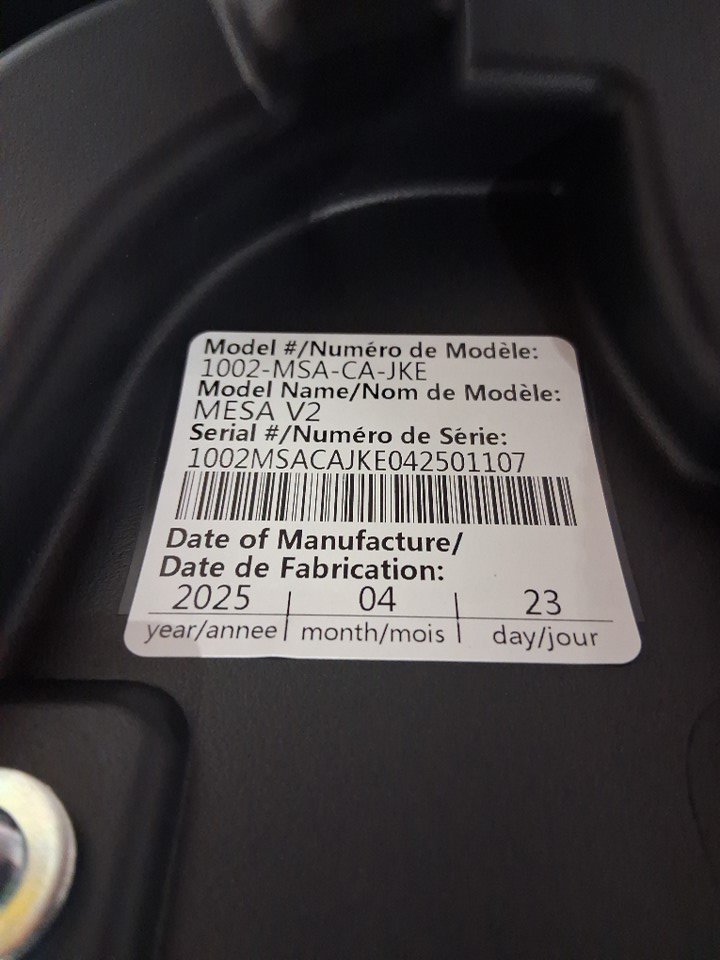 Model #/Numéro de Modèle:
1002-MSA-CA-JKE
Model Name/Nom de Modèle:
MESA V2
Serial #/Numéro de Série:
1002MSACAJKE042501107
Date of Manufacture/
Date de Fabrication:
2025 | 04 | 23
year/annee | month/mois | day/jour